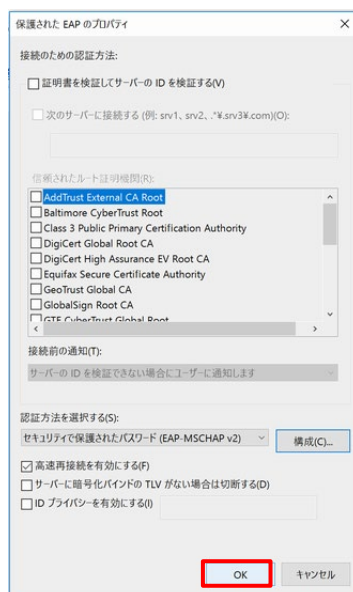 保護された EAP のプロパティ
接続のための認証方法:
証明書を検証してサーバーの ID を検証する(V)
次のサーバーに接続する (例: srv1、srv2、.*¥.srv3¥.com)(O):
信頼されたルート証明機関(R):
AddTrust External CA Root
Baltimore CyberTrust Root
Class 3 Public Primary Certification Authority
DigiCert Global Root CA
DigiCert High Assurance EV Root CA
Equifax Secure Certificate Authority
GeoTrust Global CA
GlobalSign Root CA
GTE CyberTrust Global Root
接続前の通知(T):
サーバーの ID を検証できない場合にユーザーに通知します
認証方法を選択する(S):
セキュリティで保護されたパスワード (EAP-MSCHAP v2)
構成(C)...
高速再接続を有効にする(F)
サーバーに暗号化バインドの TLV がない場合は切断する(D)
ID プライバシーを有効にする(I)
OK
キャンセル